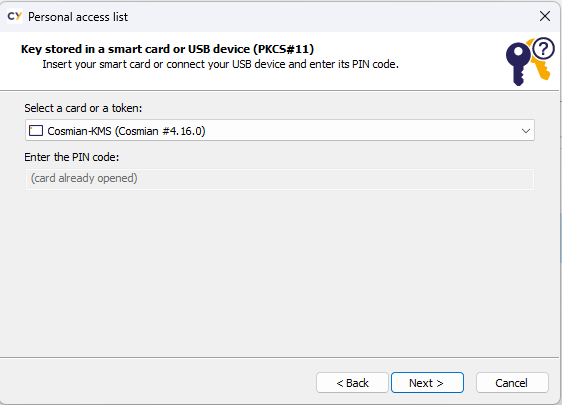 CY Personal access list
Key stored in a smart card or USB device (PKCS#11)
Insert your smart card or connect your USB device and enter its PIN code.
Select a card or a token:
Cosmian-KMS (Cosmian #4.16.0)
Enter the PIN code:
(card already opened)
< Back Next > Cancel